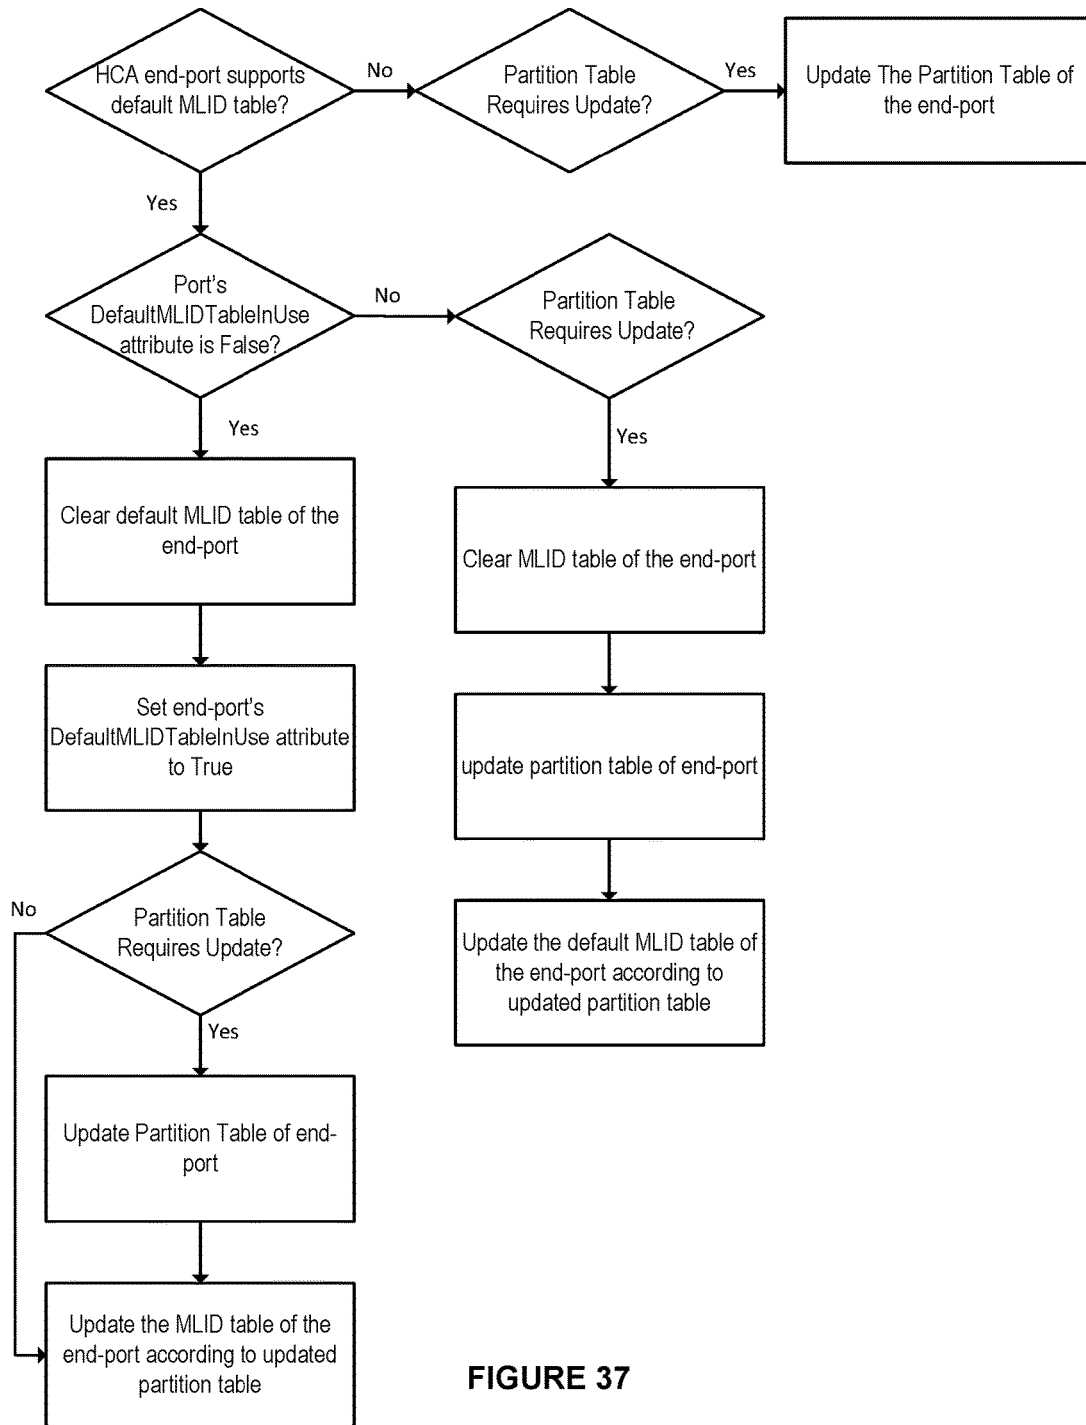 HCA end-port supports
default MLID table?
No
Partition Table
Requires Update?
Yes
Update The Partition Table of
the end-port
Yes
Port's
DefaultMLIDTableInUse
attribute is False?
No
Partition Table
Requires Update?
Yes
Yes
Clear default MLID table of the
end-port
Clear MLID table of the end-port
Set end-port's
DefaultMLIDTableInUse attribute
to True
update partition table of end-port
No
Partition Table
Requires Update?
Update the default MLID table of
the end-port according to
updated partition table
Yes
Update Partition Table of end-
port
Update the MLID table of the
end-port according to updated
partition table
FIGURE 37